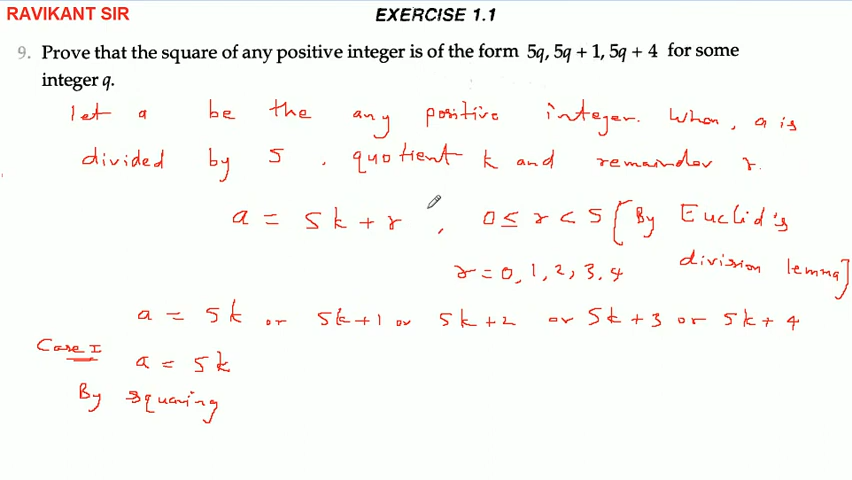 RAVIKANT SIR
EXERCISE 1.1
9. Prove that the square of any positive integer is of the form 5q, 5q + 1, 5q + 4 for some
integer q.
let a be the any positive integer. When, a is
divided by 5, quotient k and remainder r.
a = 5k + r, 0 ≤ r < 5 [By Euclid's
division lemma]
r = 0, 1, 2, 3, 4
a = 5k or 5k+1 or 5k+2 or 5k+3 or 5k+4
Case I a = 5k
By squaring